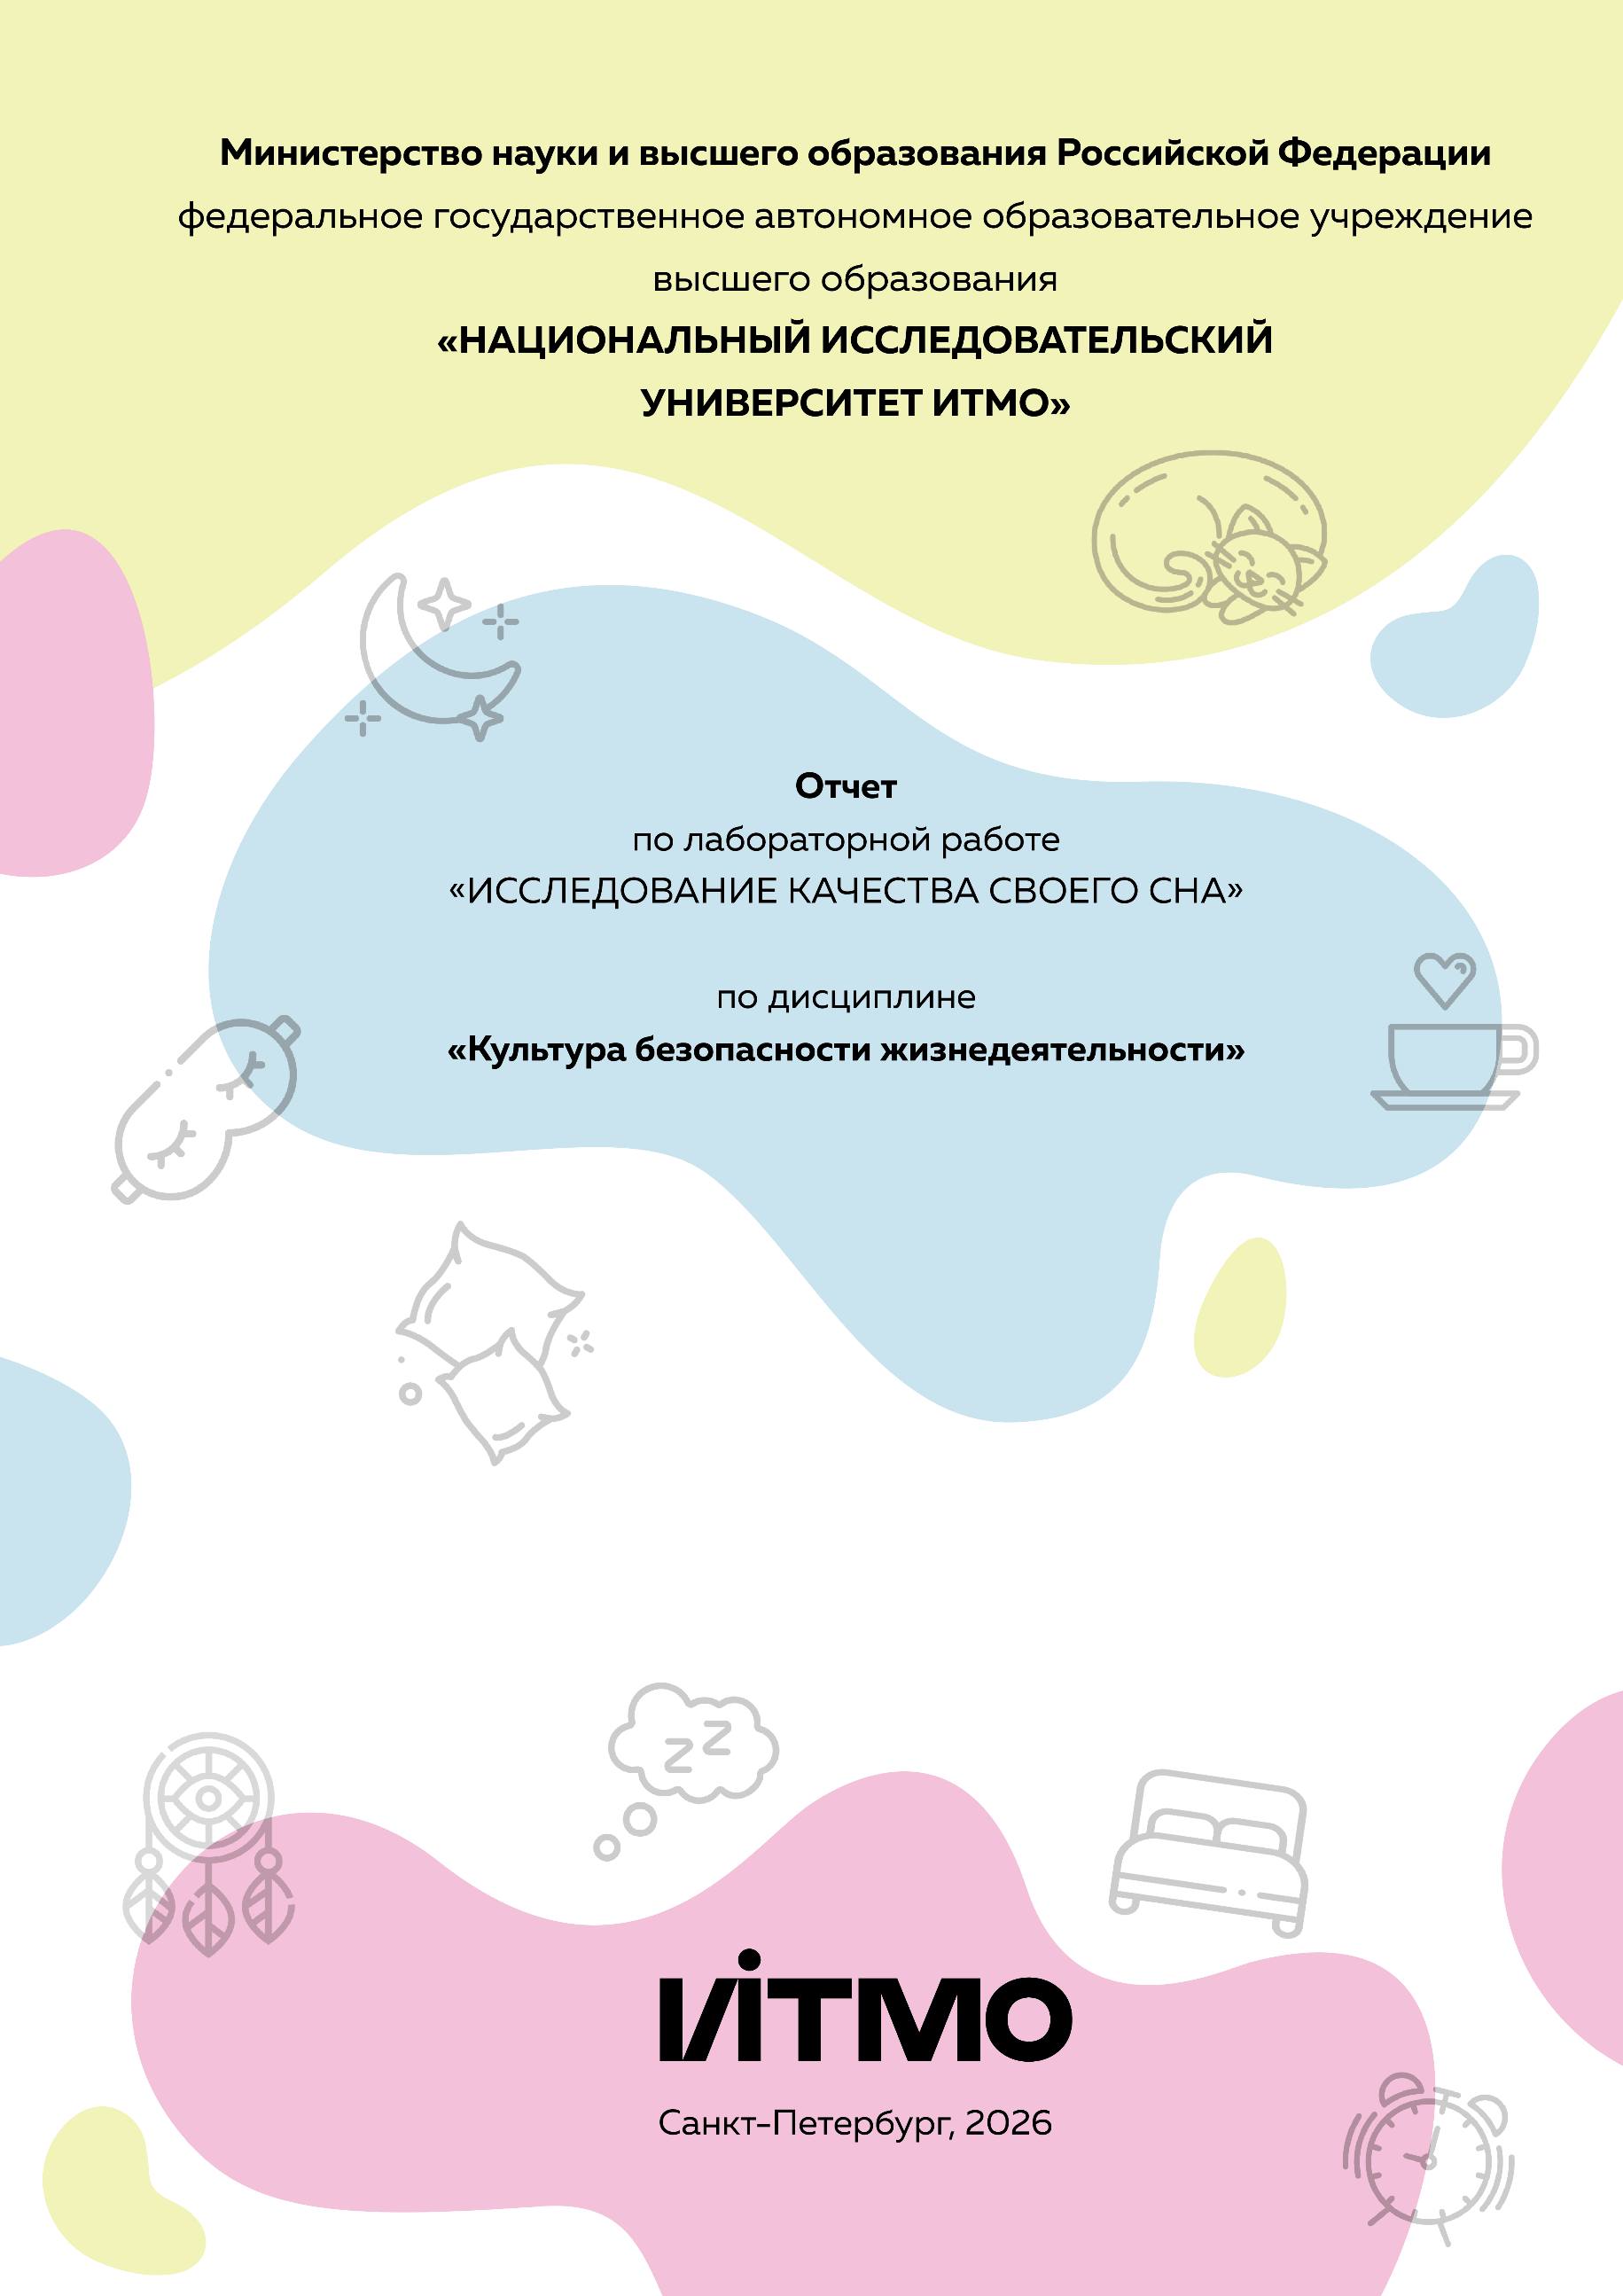 Министерство науки и высшего образования Российской Федерации
федеральное государственное автономное образовательное учреждение
высшего образования
«НАЦИОНАЛЬНЫЙ ИССЛЕДОВАТЕЛЬСКИЙ
УНИВЕРСИТЕТ ИТМО»
Отчет
по лабораторной работе
«ИССЛЕДОВАНИЕ КАЧЕСТВА СВОЕГО СНА»
по дисциплине
«Культура безопасности жизнедеятельности»
zz
ИТМО
Санкт-Петербург, 2026